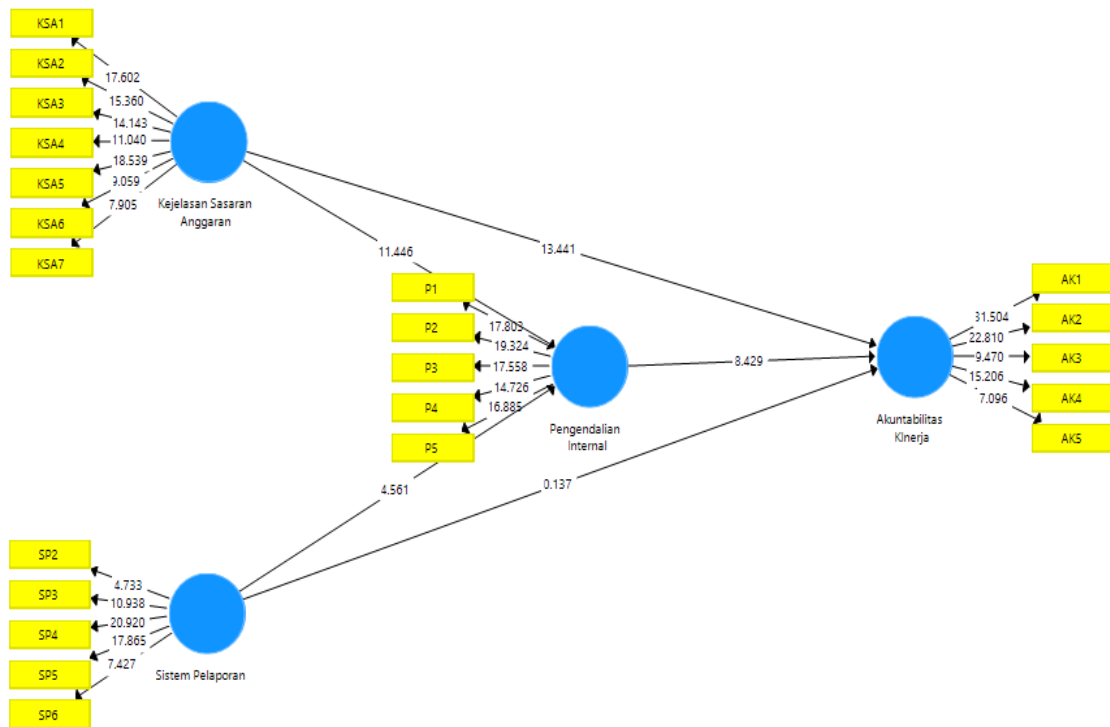 KSA1
KSA2
KSA3
KSA4
KSA5
KSA6
KSA7
17.602
15.360
14.143
11.040
18.539
9.059
7.905
Kejelasan Sasaran
Anggaran
11.446
13.441
P1
P2
P3
P4
P5
17.803
19.324
17.558
14.726
16.885
Pengendalian
Internal
8.429
AK1
AK2
AK3
AK4
AK5
31.504
22.810
9.470
15.206
7.096
Akuntabilitas
KInerja
4.561
0.137
SP2
SP3
SP4
SP5
SP6
4.733
10.938
20.920
17.865
7.427
Sistem Pelaporan